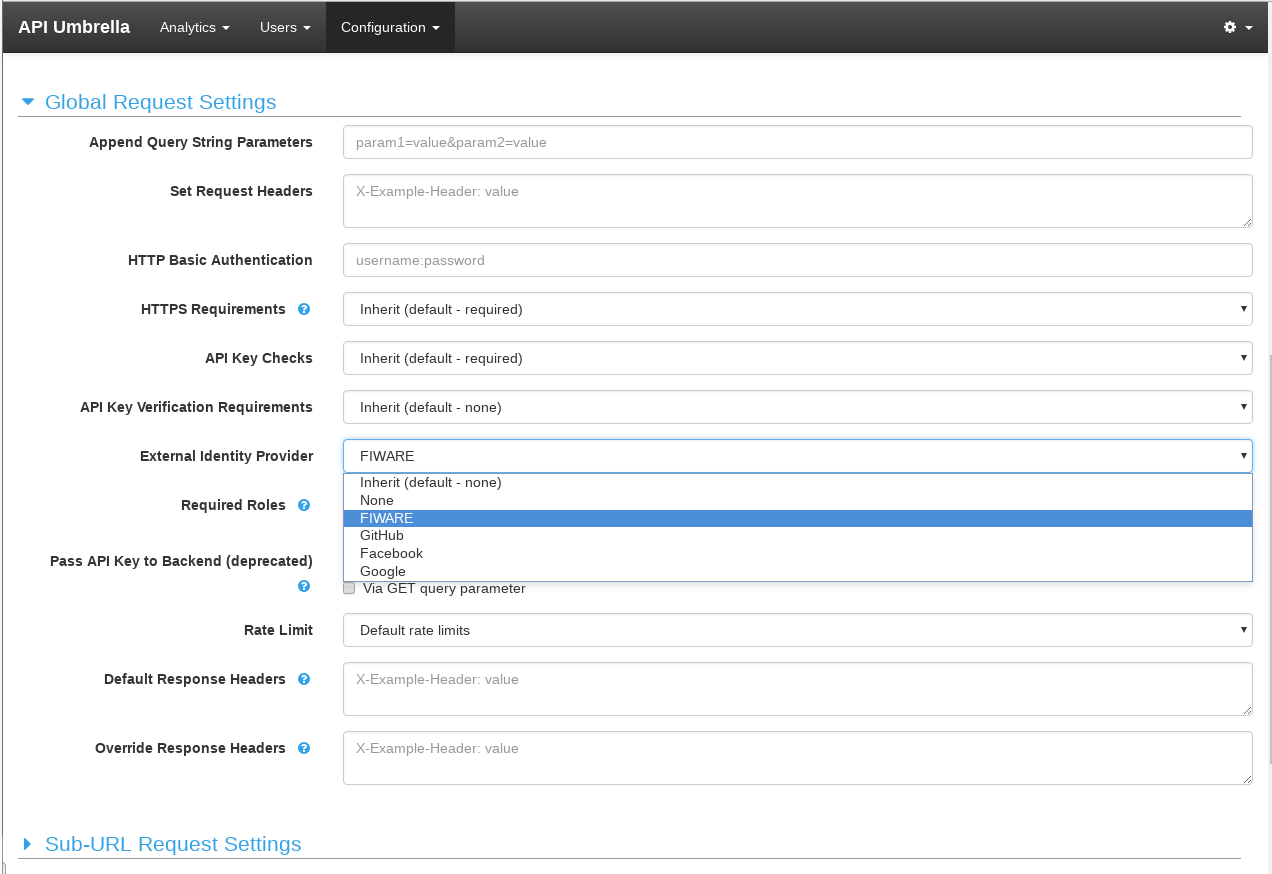 API Umbrella Analytics Users Configuration
Global Request Settings
Append Query String Parameters param1=value&param2=value
Set Request Headers X-Example-Header: value
HTTP Basic Authentication username:password
HTTPS Requirements Inherit (default - required)
API Key Checks Inherit (default - required)
API Key Verification Requirements Inherit (default - none)
External Identity Provider FIWARE
Inherit (default - none)
None
Required Roles
FIWARE
GitHub
Facebook
Pass API Key to Backend (deprecated)
Google
Via GET query parameter
Rate Limit Default rate limits
Default Response Headers X-Example-Header: value
Override Response Headers X-Example-Header: value
Sub-URL Request Settings